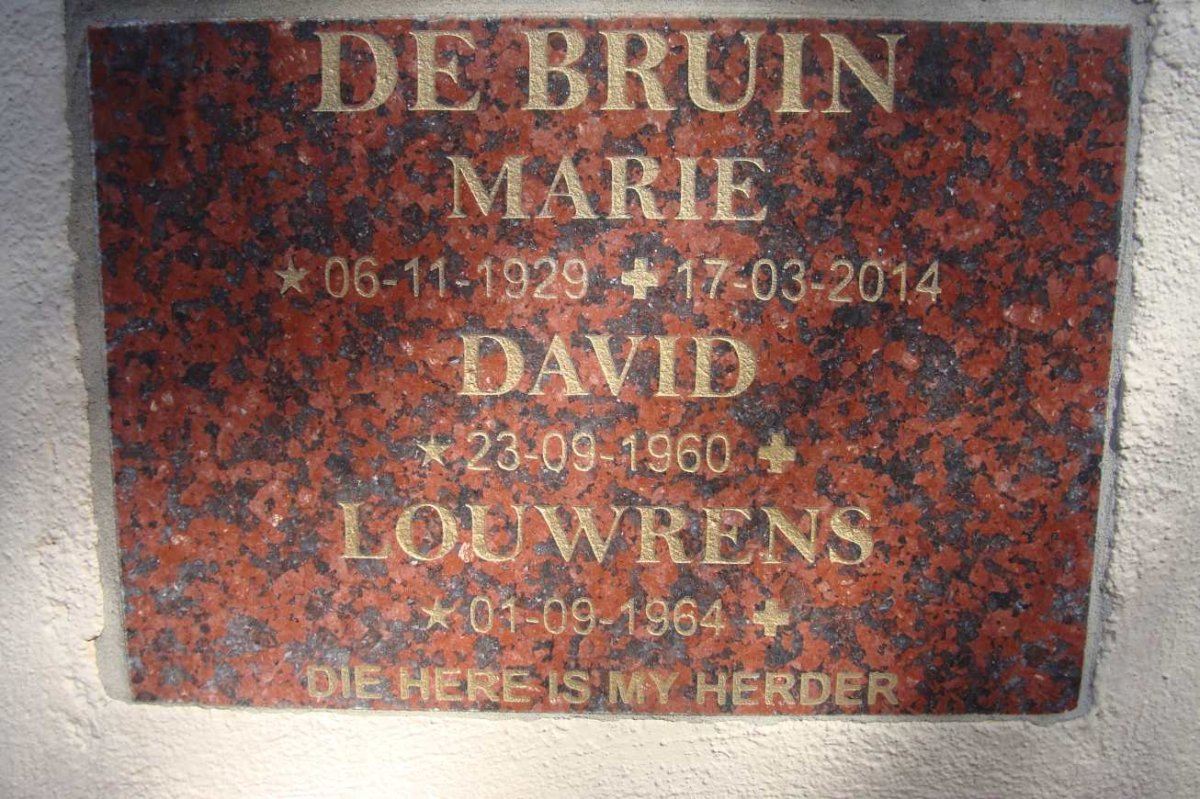 DE BRUIN
MARIE
★ 06-11-1929 ✚ 17-03-2014
DAVID
★ 23-09-1960 ✚
LOUWRENS
★ 01-09-1964 ✚
DIE HERE IS MY HERDER